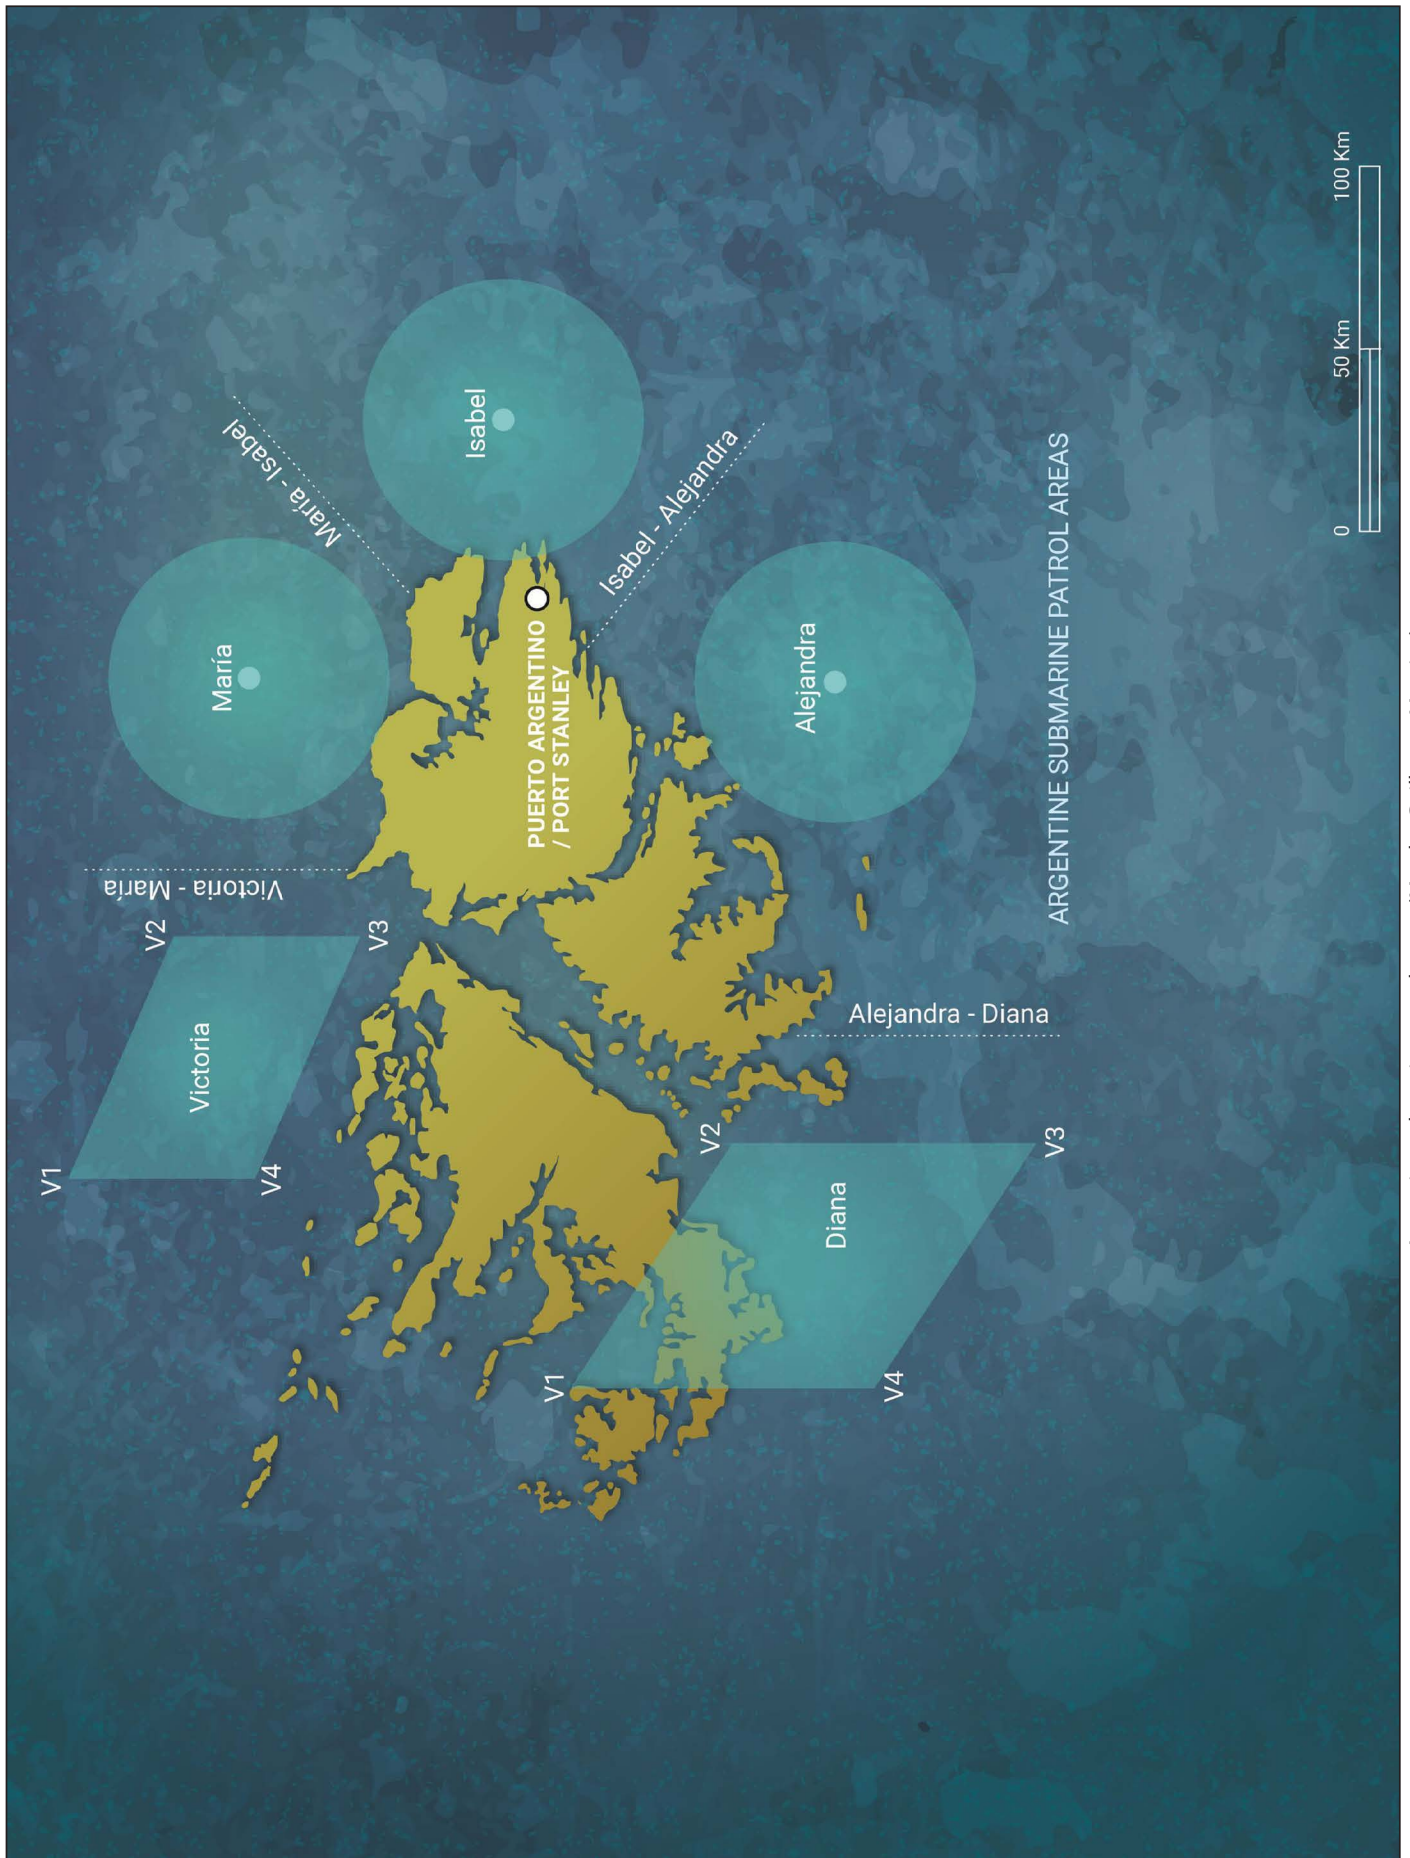 V1
V2
Victoria
V4
V3
Victoria - María
María
María - Isabel
Isabel
PUERTO ARGENTINO
/ PORT STANLEY
Isabel - Alejandra
Alejandra
V1
V2
Diana
V4
V3
Alejandra - Diana
ARGENTINE SUBMARINE PATROL AREAS
0
50 Km
100 Km